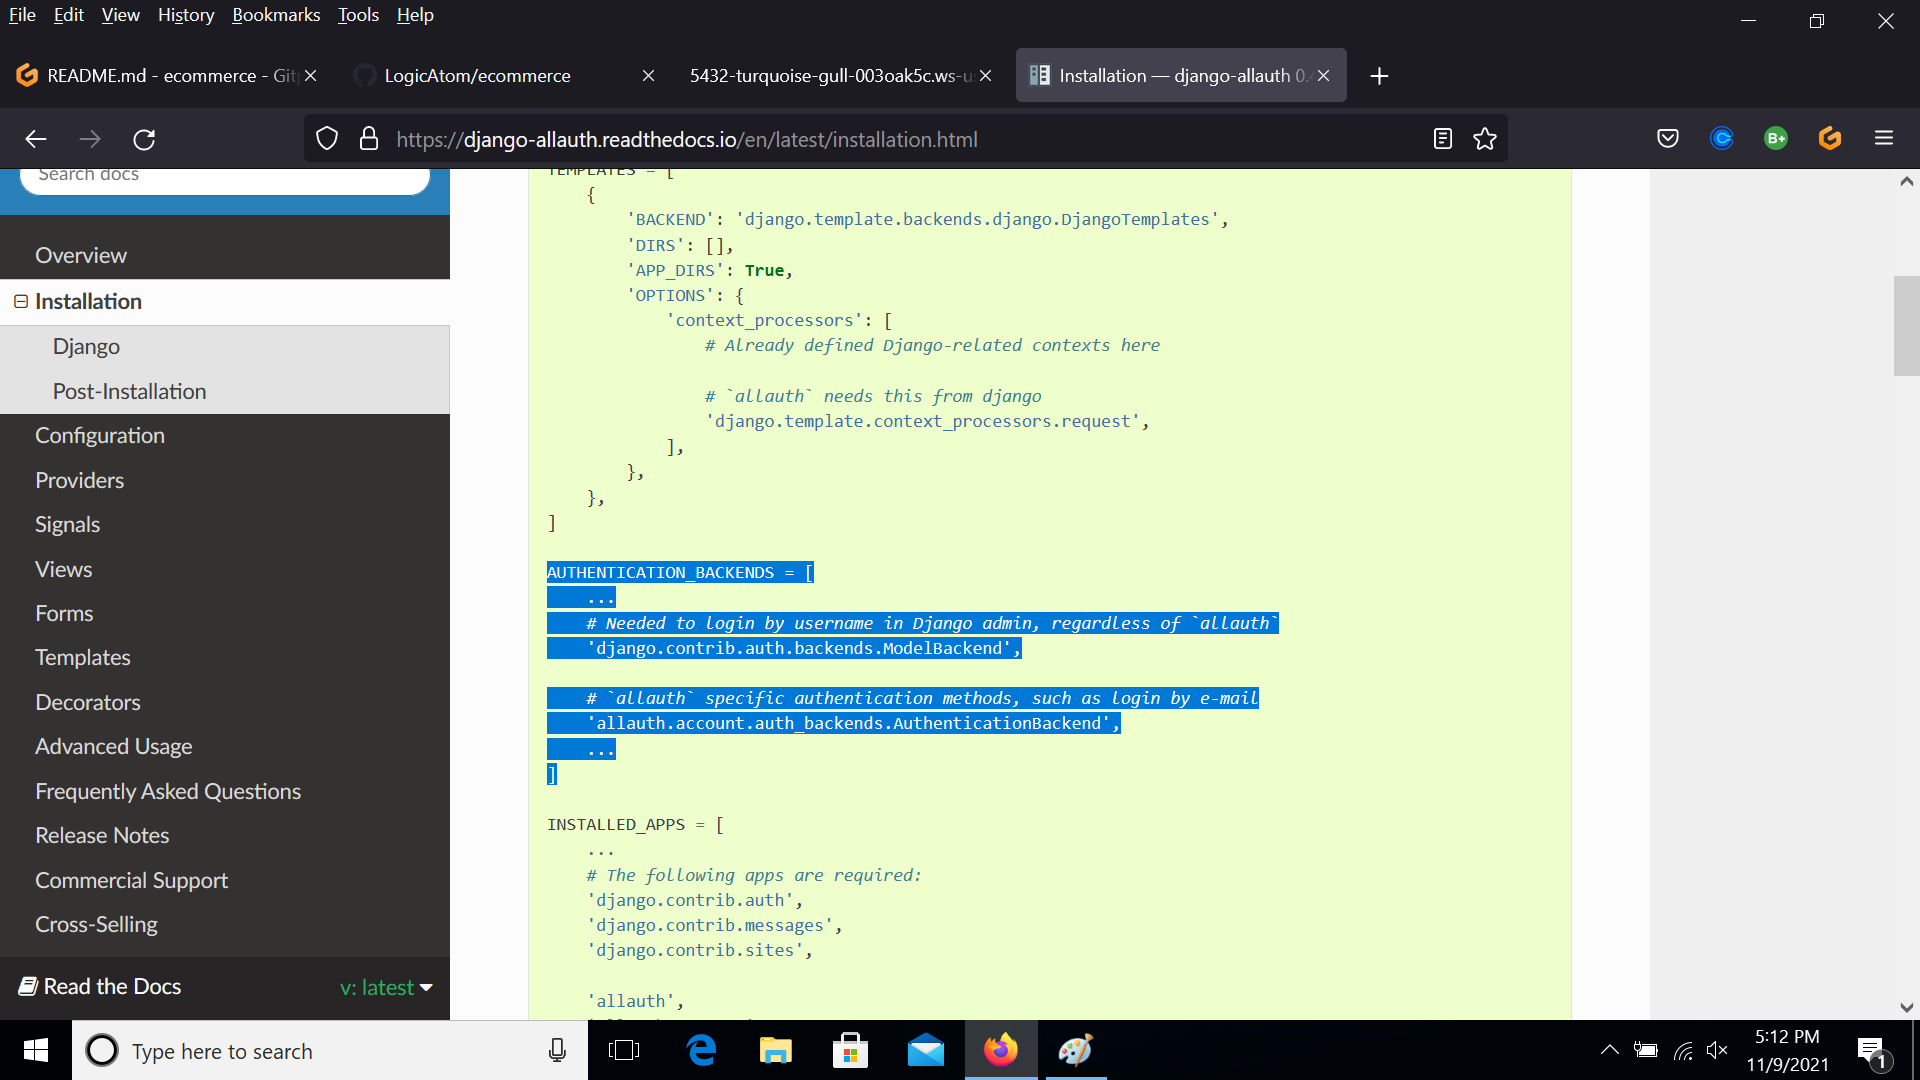 File Edit View History Bookmarks Tools Help
README.md - ecommerce - Git
LogicAtom/ecommerce
5432-turquoise-gull-003oak5c.ws-us
Installation — django-allauth 0.
https://django-allauth.readthedocs.io/en/latest/installation.html
Search docs
Overview
Installation
Django
Post-Installation
Configuration
Providers
Signals
Views
Forms
Templates
Decorators
Advanced Usage
Frequently Asked Questions
Release Notes
Commercial Support
Cross-Selling
Read the Docs v: latest
TEMPLATES = [
{
'BACKEND': 'django.template.backends.django.DjangoTemplates',
'DIRS': [],
'APP_DIRS': True,
'OPTIONS': {
'context_processors': [
# Already defined Django-related contexts here
# `allauth` needs this from django
'django.template.context_processors.request',
],
},
},
]
AUTHENTICATION_BACKENDS = [
...
# Needed to login by username in Django admin, regardless of `allauth`
'django.contrib.auth.backends.ModelBackend',
# `allauth` specific authentication methods, such as login by e-mail
'allauth.account.auth_backends.AuthenticationBackend',
...
]
INSTALLED_APPS = [
...
# The following apps are required:
'django.contrib.auth',
'django.contrib.messages',
'django.contrib.sites',
'allauth',
Type here to search
5:12 PM
11/9/2021
1
B+